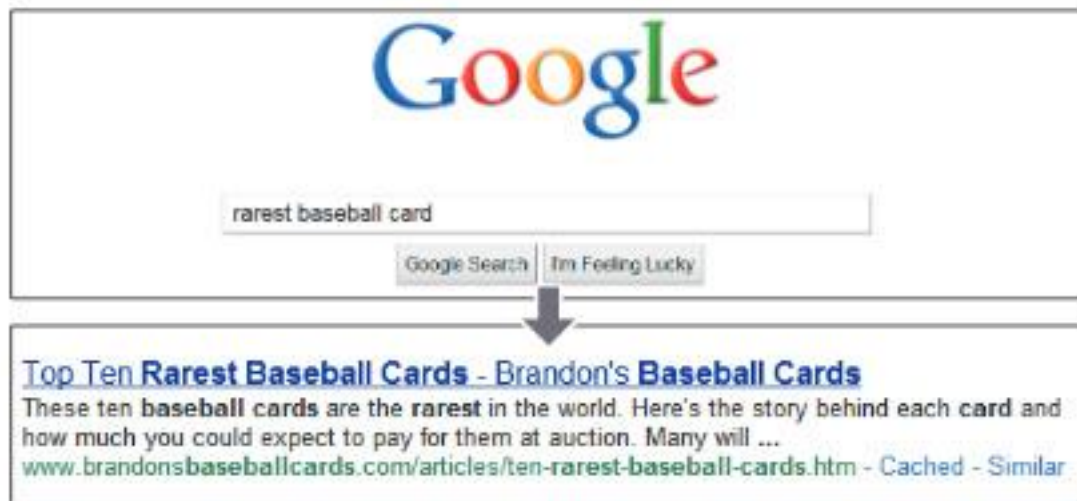 Google
rarest baseball card
Google Search I'm Feeling Lucky
Top Ten Rarest Baseball Cards - Brandon's Baseball Cards
These ten baseball cards are the rarest in the world. Here's the story behind each card and
how much you could expect to pay for them at auction. Many will ...
www.brandonsbaseballcards.com/articles/ten-rarest-baseball-cards.htm - Cached - Similar